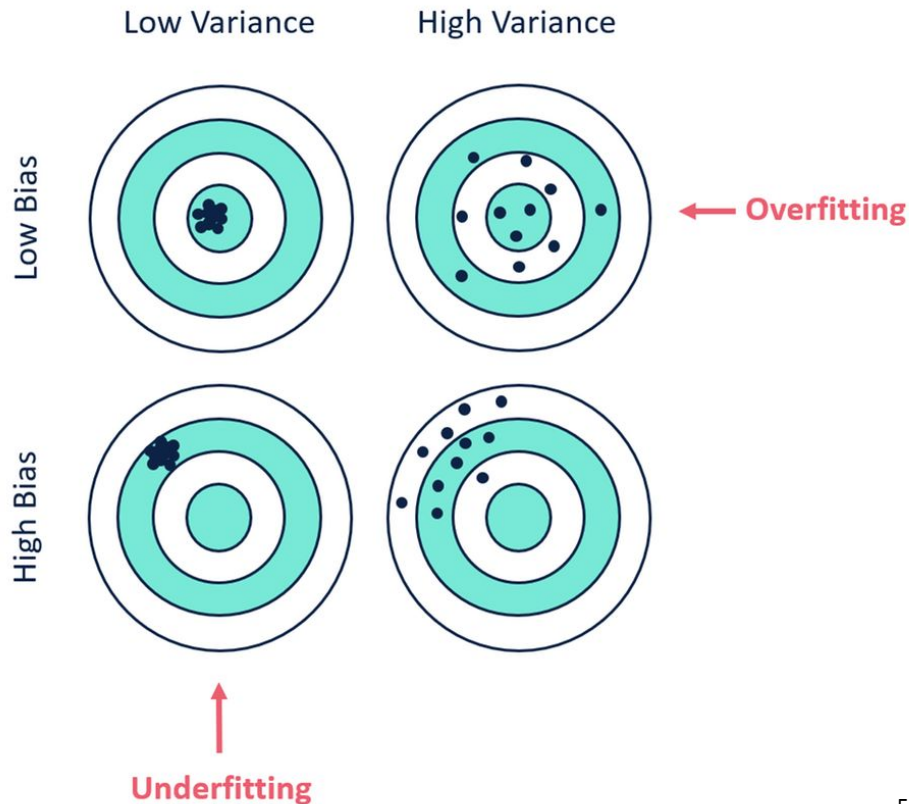 Low Variance
High Variance
Low Bias
Overfitting
High Bias
Underfitting
5